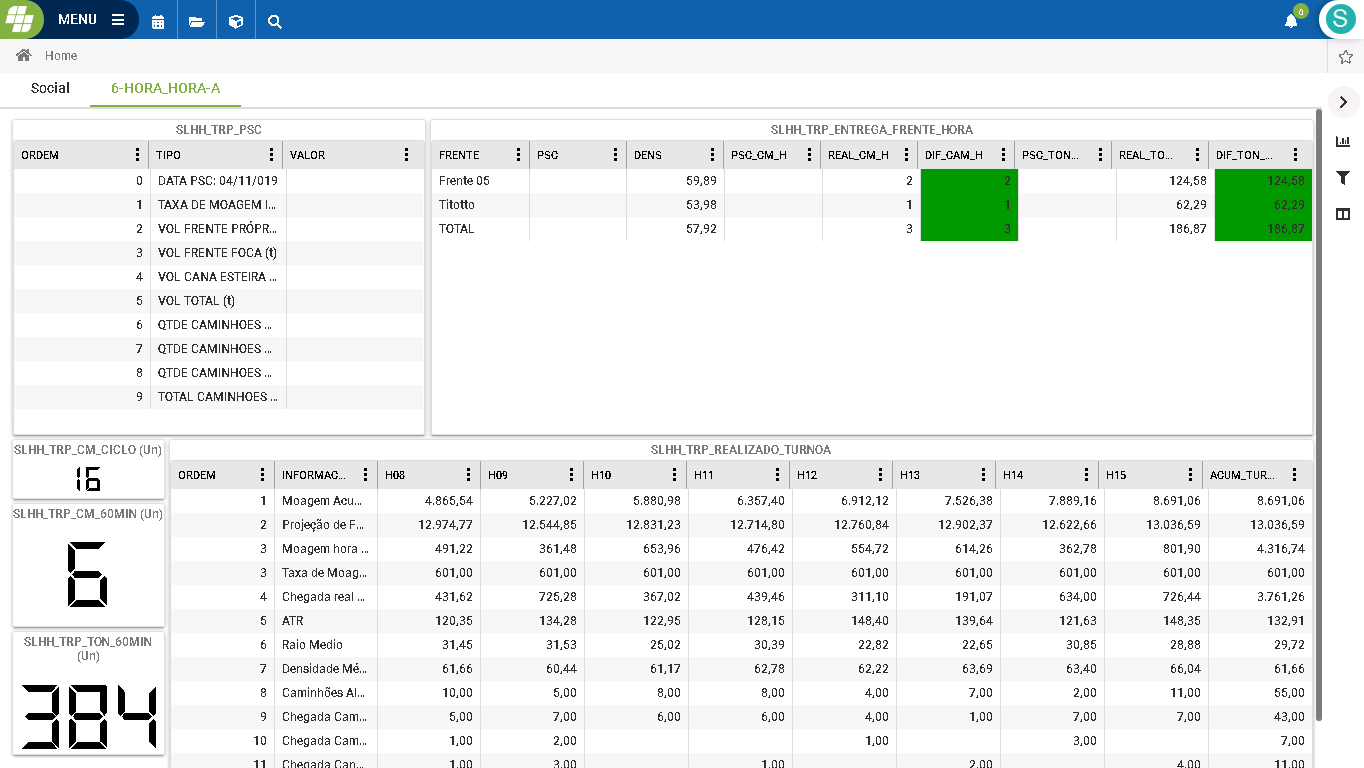 MENU
0
S
Home
Social 6-HORA_HORA-A
SLHH_TRP_PSC
ORDEM TIPO VALOR
0 DATA PSC: 04/11/019
1 TAXA DE MOAGEM I...
2 VOL FRENTE PRÓPR...
3 VOL FRENTE FOCA (t)
4 VOL CANA ESTEIRA ...
5 VOL TOTAL (t)
6 QTDE CAMINHOES ...
7 QTDE CAMINHOES ...
8 QTDE CAMINHOES ...
9 TOTAL CAMINHOES ...
SLHH_TRP_ENTREGA_FRENTE_HORA
FRENTE PSC DENS PSC_CM_H REAL_CM_H DIF_CAM_H PSC_TON... REAL_TO... DIF_TON_...
Frente 05 59,89 2 2 124,58 124,58
Titotto 53,98 1 1 62,29 62,29
TOTAL 57,92 3 3 186,87 186,87
SLHH_TRP_CM_CICLO (Un)
16
SLHH_TRP_CM_60MIN (Un)
6
SLHH_TRP_TON_60MIN
(Un)
384
SLHH_TRP_REALIZADO_TURNOA
ORDEM INFORMAC... H08 H09 H10 H11 H12 H13 H14 H15 ACUM_TUR...
1 Moagem Acu... 4.865,54 5.227,02 5.880,98 6.357,40 6.912,12 7.526,38 7.889,16 8.691,06 8.691,06
2 Projeção de F... 12.974,77 12.544,85 12.831,23 12.714,80 12.760,84 12.902,37 12.622,66 13.036,59 13.036,59
3 Moagem hora ... 491,22 361,48 653,96 476,42 554,72 614,26 362,78 801,90 4.316,74
3 Taxa de Moag... 601,00 601,00 601,00 601,00 601,00 601,00 601,00 601,00 601,00
4 Chegada real ... 431,62 725,28 367,02 439,46 311,10 191,07 634,00 726,44 3.761,26
5 ATR 120,35 134,28 122,95 128,15 148,40 139,64 121,63 148,35 132,91
6 Raio Medio 31,45 31,53 25,02 30,39 22,82 22,65 30,85 28,88 29,72
7 Densidade Mé... 61,66 60,44 61,17 62,78 62,22 63,69 63,40 66,04 61,66
8 Caminhões Al... 10,00 5,00 8,00 8,00 4,00 7,00 2,00 11,00 55,00
9 Chegada Cam... 5,00 7,00 6,00 6,00 4,00 1,00 7,00 7,00 43,00
10 Chegada Cam... 1,00 2,00 1,00 3,00 7,00
11 Chegada Can... 1,00 3,00 1,00 2,00 4,00 11,00